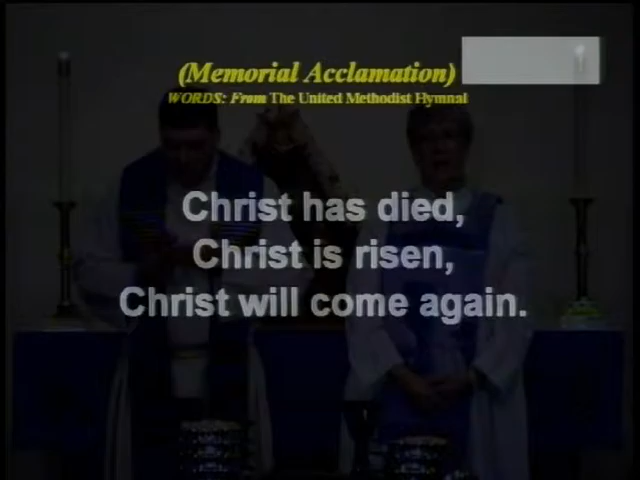 (Memorial Acclamation)
WORDS: From The United Methodist Hymnal
Christ has died,
Christ is risen,
Christ will come again.